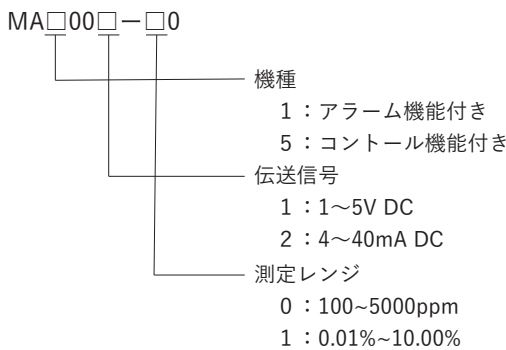 MA□00□－□0
機種
1：アラーム機能付き
5：コントール機能付き
伝送信号
1：1～5V DC
2：4～40mA DC
測定レンジ
0：100~5000ppm
1：0.01%~10.00%